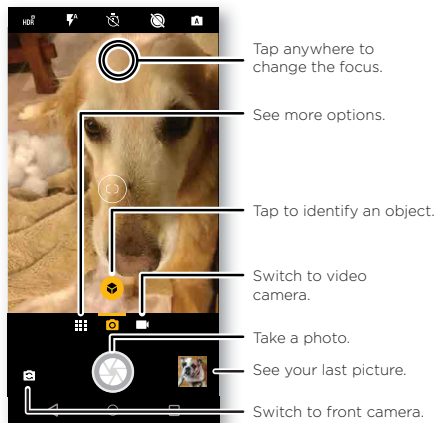 HDR
A
A
Tap anywhere to
change the focus.
See more options.
Tap to identify an object.
Switch to video
camera.
Take a photo.
See your last picture.
Switch to front camera.